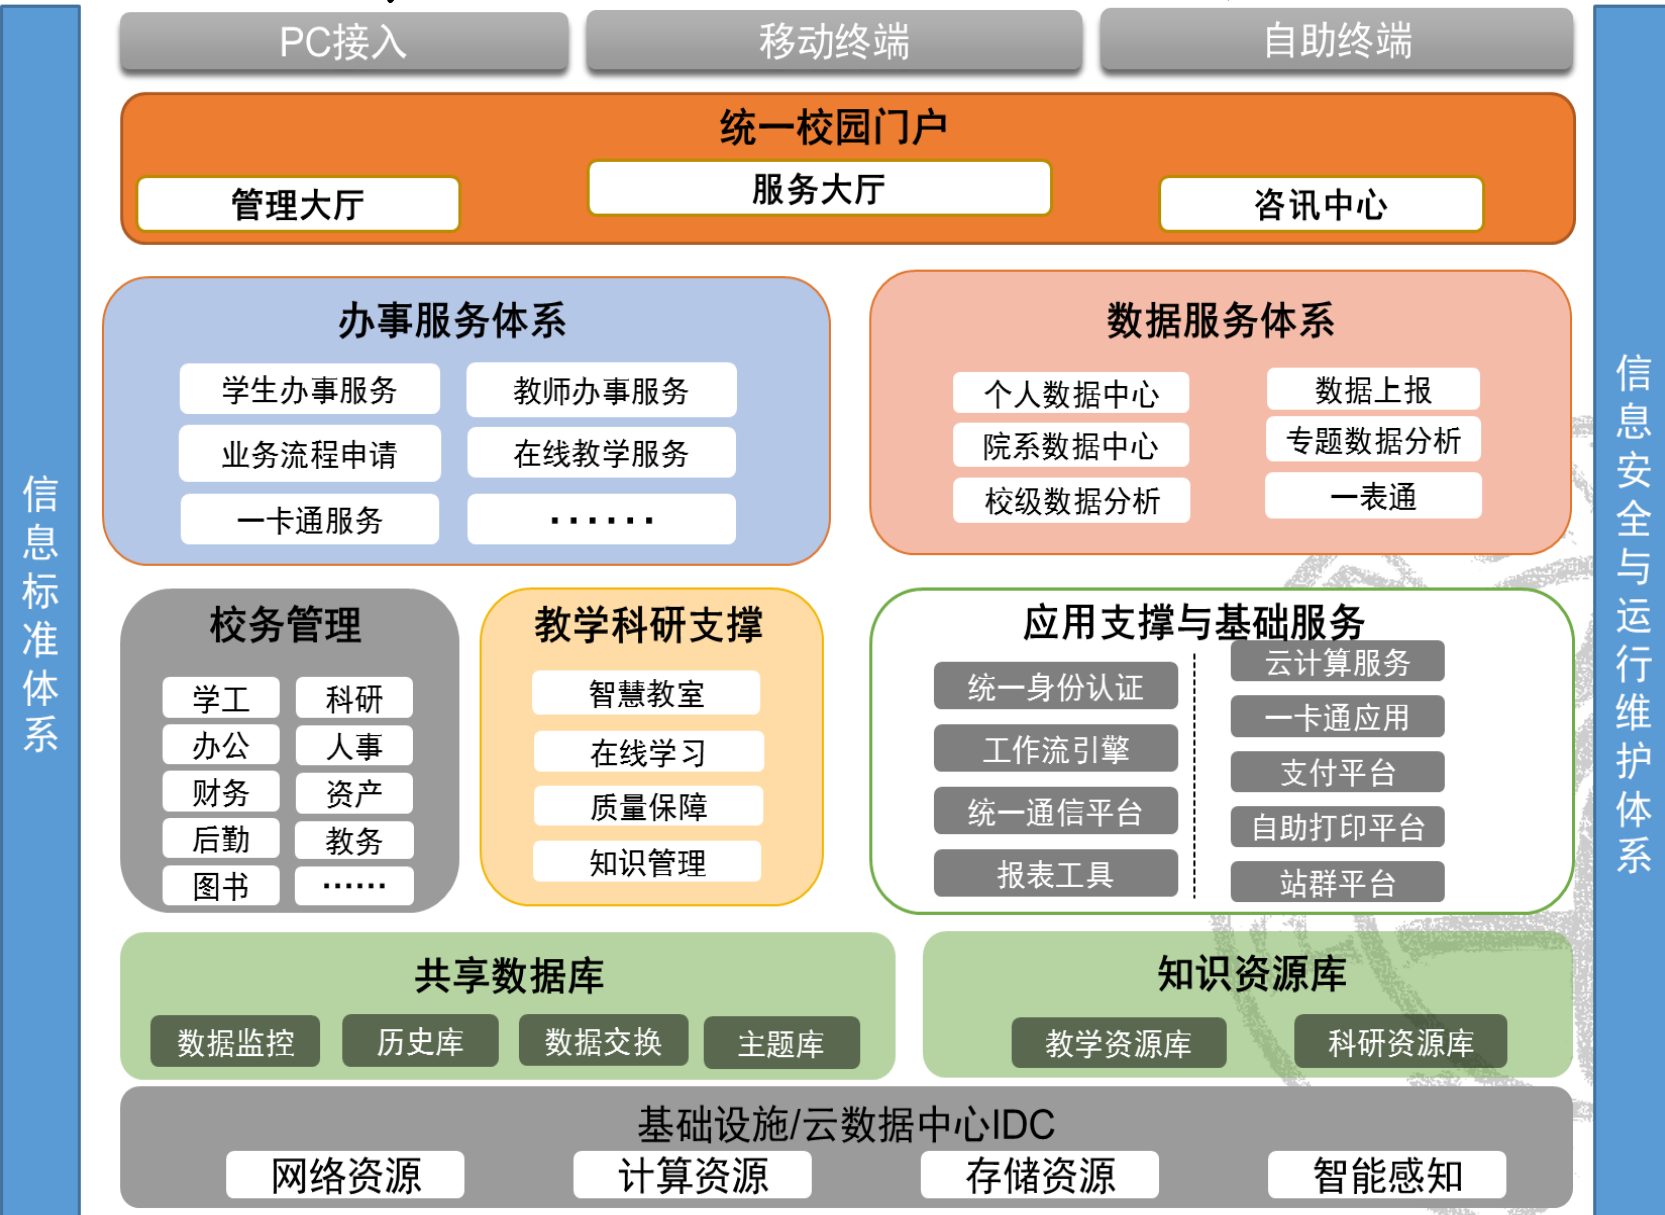 PC接入
移动终端
自助终端
统一校园门户
管理大厅
服务大厅
咨讯中心
办事服务体系
学生办事服务
教师办事服务
业务流程申请
在线教学服务
一卡通服务
······
数据服务体系
个人数据中心
数据上报
院系数据中心
专题数据分析
校级数据分析
一表通
校务管理
学工
科研
办公
人事
财务
资产
后勤
教务
图书
······
教学科研支撑
智慧教室
在线学习
质量保障
知识管理
应用支撑与基础服务
统一身份认证
工作流引擎
统一通信平台
报表工具
云计算服务
一卡通应用
支付平台
自助打印平台
站群平台
共享数据库
数据监控
历史库
数据交换
主题库
知识资源库
教学资源库
科研资源库
基础设施/云数据中心IDC
网络资源
计算资源
存储资源
智能感知
信息标准体系
信息安全与运行维护体系